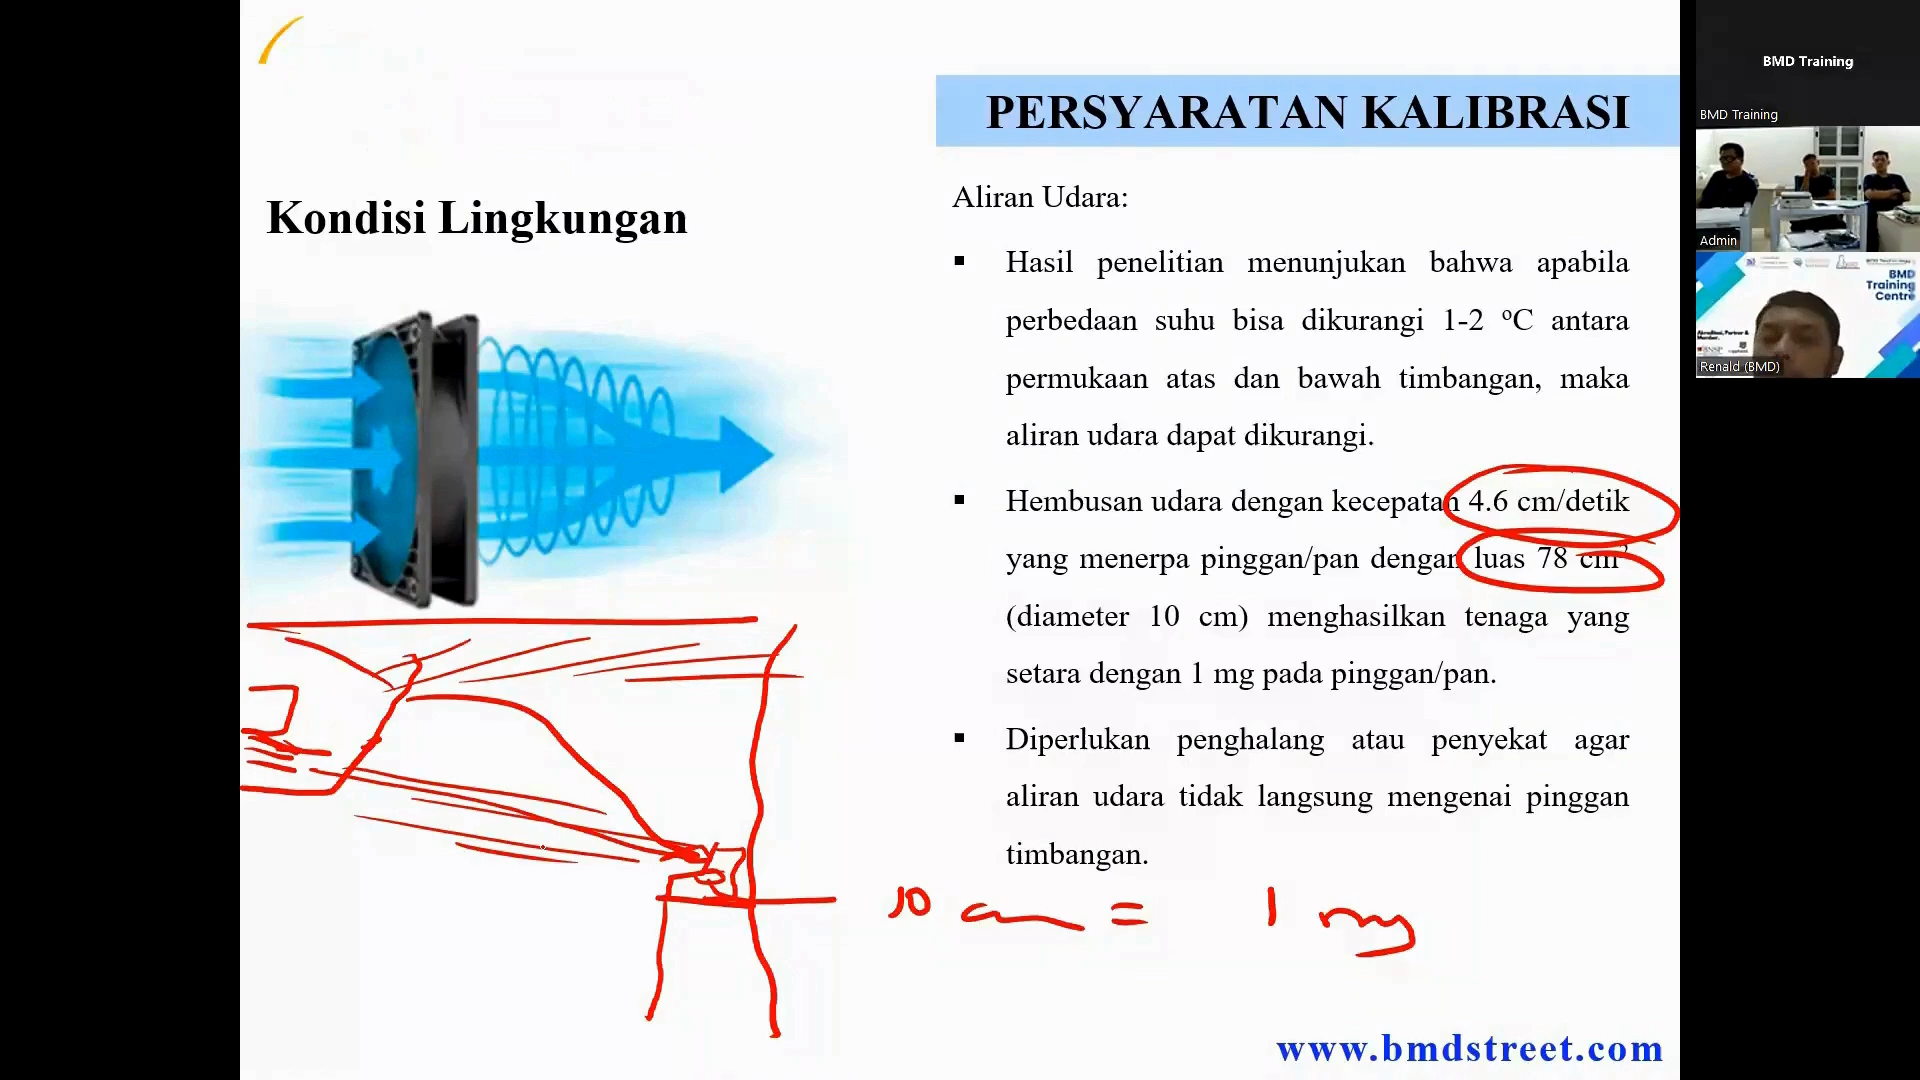 PERSYARATAN KALIBRASI
Kondisi Lingkungan
Aliran Udara:
▪ Hasil penelitian menunjukan bahwa apabila
perbedaan suhu bisa dikurangi 1-2 ºC antara
permukaan atas dan bawah timbangan, maka
aliran udara dapat dikurangi.
▪ Hembusan udara dengan kecepatan 4.6 cm/detik
yang menerpa pinggan/pan dengan luas 78 cm²
(diameter 10 cm) menghasilkan tenaga yang
setara dengan 1 mg pada pinggan/pan.
▪ Diperlukan penghalang atau penyekat agar
aliran udara tidak langsung mengenai pinggan
timbangan.
10 cm = 1 mg
www.bmdstreet.com
BMD Training
BMD Training
Admin
BMD
Training
Centre
Renald (BMD)